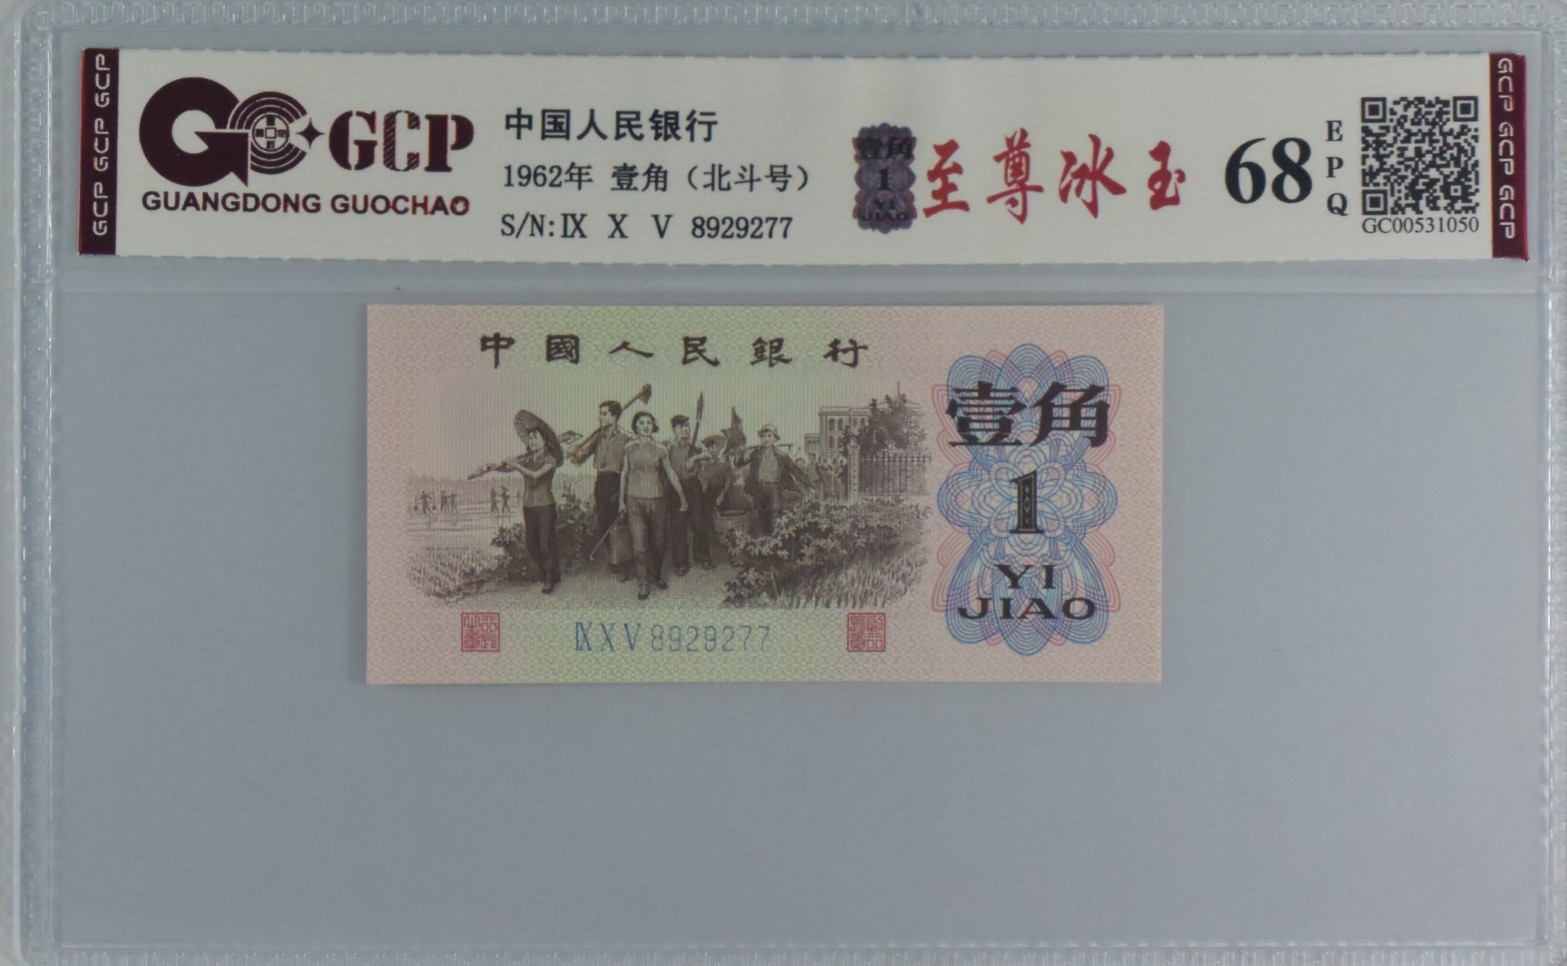 GCP GCP GCP
GCP
GUANGDONG GUOCHAO
中国人民银行
1962年 壹角（北斗号）
S/N:Ⅸ Ⅹ Ⅴ 8929277
壹角
1
YI
JIAO
至尊冰玉
68
EPQ
GC00531050
GCP GCP GCP
中國人民銀行
壹角
1
YI
JIAO
ⅨⅩⅤ8929277